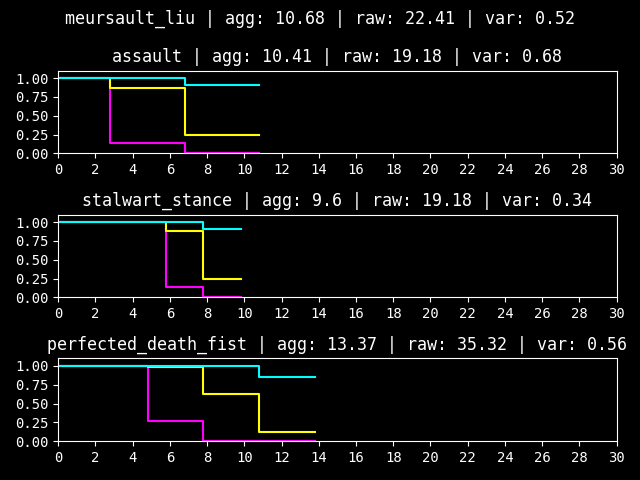 meursault_liu | agg: 10.68 | raw: 22.41 | var: 0.52
assault | agg: 10.41 | raw: 19.18 | var: 0.68
1.00
0.75
0.50
0.25
0.00
0 2 4 6 8 10 12 14 16 18 20 22 24 26 28 30
stalwart_stance | agg: 9.6 | raw: 19.18 | var: 0.34
1.00
0.75
0.50
0.25
0.00
0 2 4 6 8 10 12 14 16 18 20 22 24 26 28 30
perfected_death_fist | agg: 13.37 | raw: 35.32 | var: 0.56
1.00
0.75
0.50
0.25
0.00
0 2 4 6 8 10 12 14 16 18 20 22 24 26 28 30